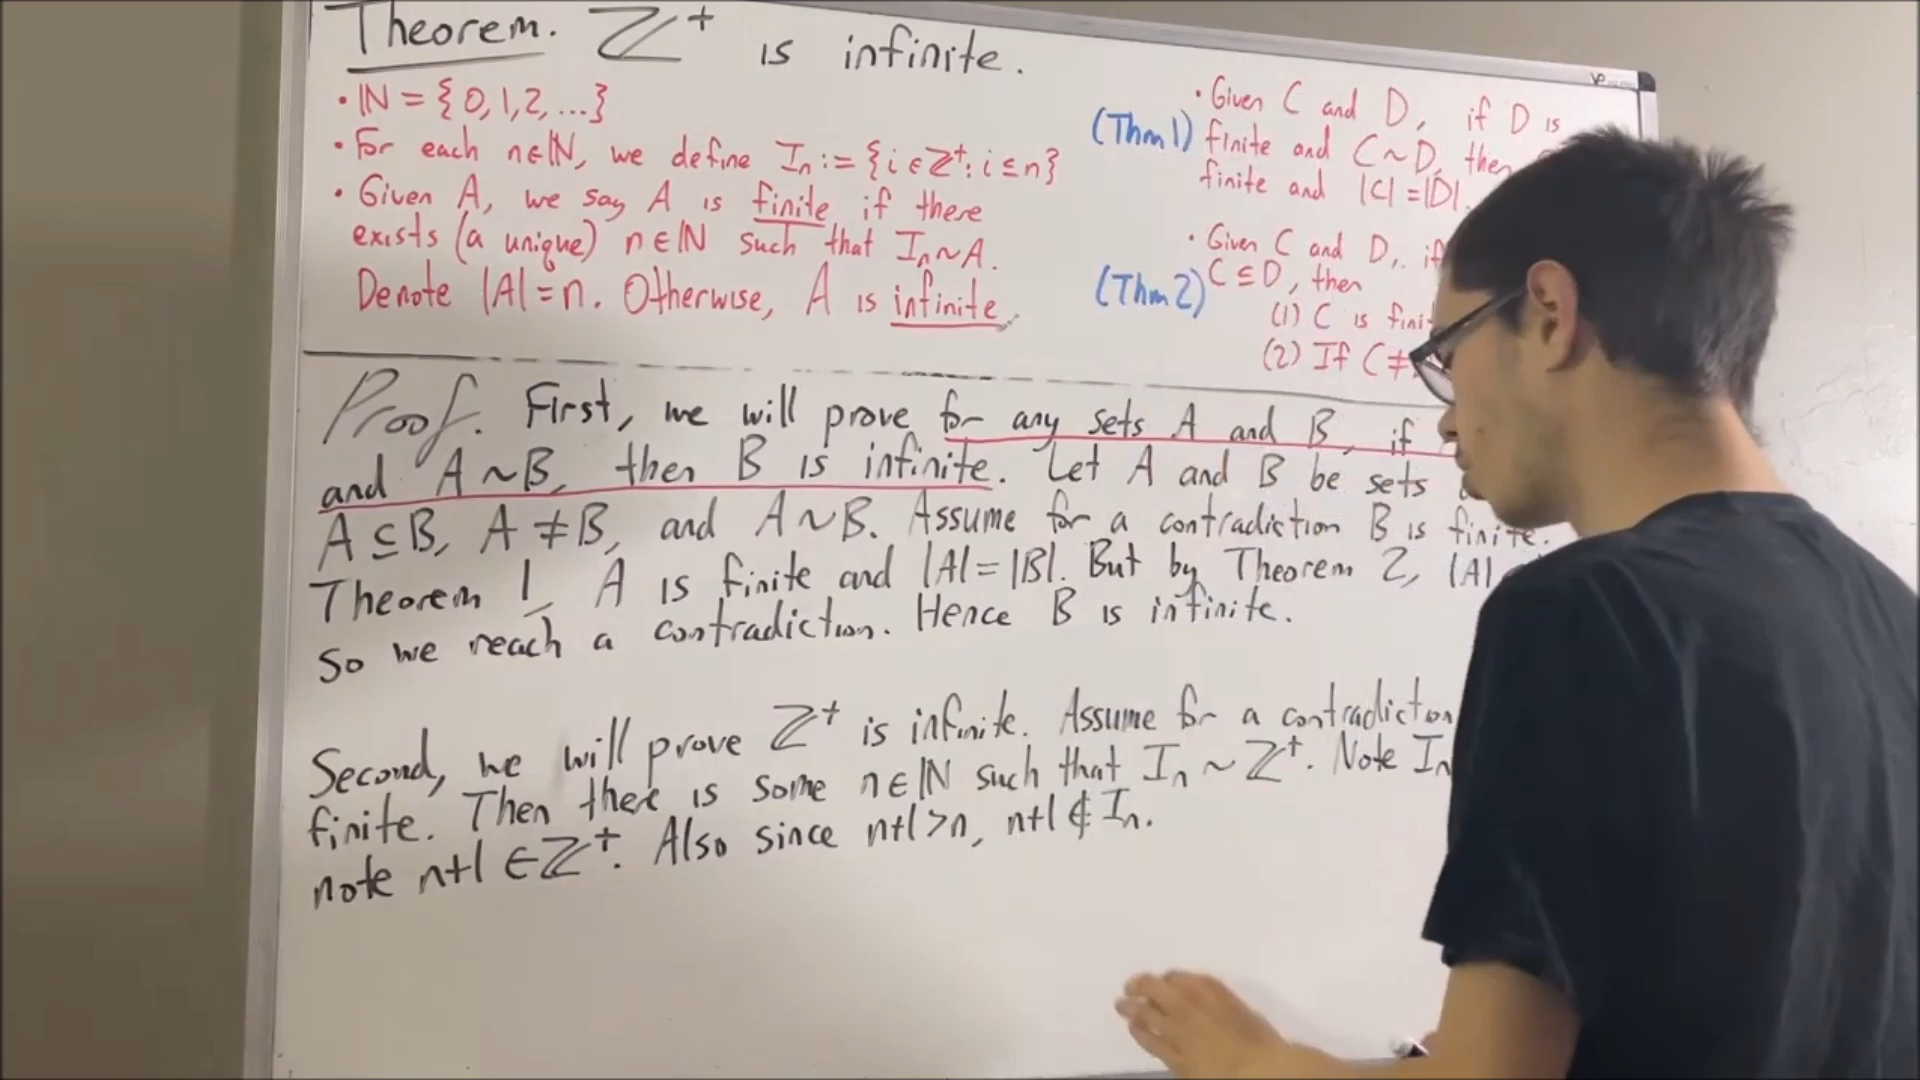 Theorem. ℤ⁺ is infinite.
• ℕ = {0, 1, 2, ...}
• For each n∈ℕ, we define Iₙ := {i∈ℤ⁺: i≤n}
• Given A, we say A is finite if there
exists (a unique) n∈ℕ such that Iₙ~A.
Denote |A|=n. Otherwise, A is infinite.
• Given C and D, if D is
(Thm 1) finite and C~D, then
finite and |C|=|D|.
• Given C and D, if
(Thm 2) C⊆D, then
(1) C is
(2) If C≠
Proof. First, we will prove for any sets A and B, if
and A~B, then B is infinite. Let A and B be sets
A⊆B, A≠B, and A~B. Assume for a contradiction B is finite.
Theorem 1, A is finite and |A|=|B|. But by Theorem 2, |A|
so we reach a contradiction. Hence B is infinite.
Second, we will prove ℤ⁺ is infinite. Assume for a contradiction
finite. Then there is some n∈ℕ such that Iₙ~ℤ⁺. Note Iₙ
note n+1∈ℤ⁺. Also since n+1>n, n+1∉Iₙ.